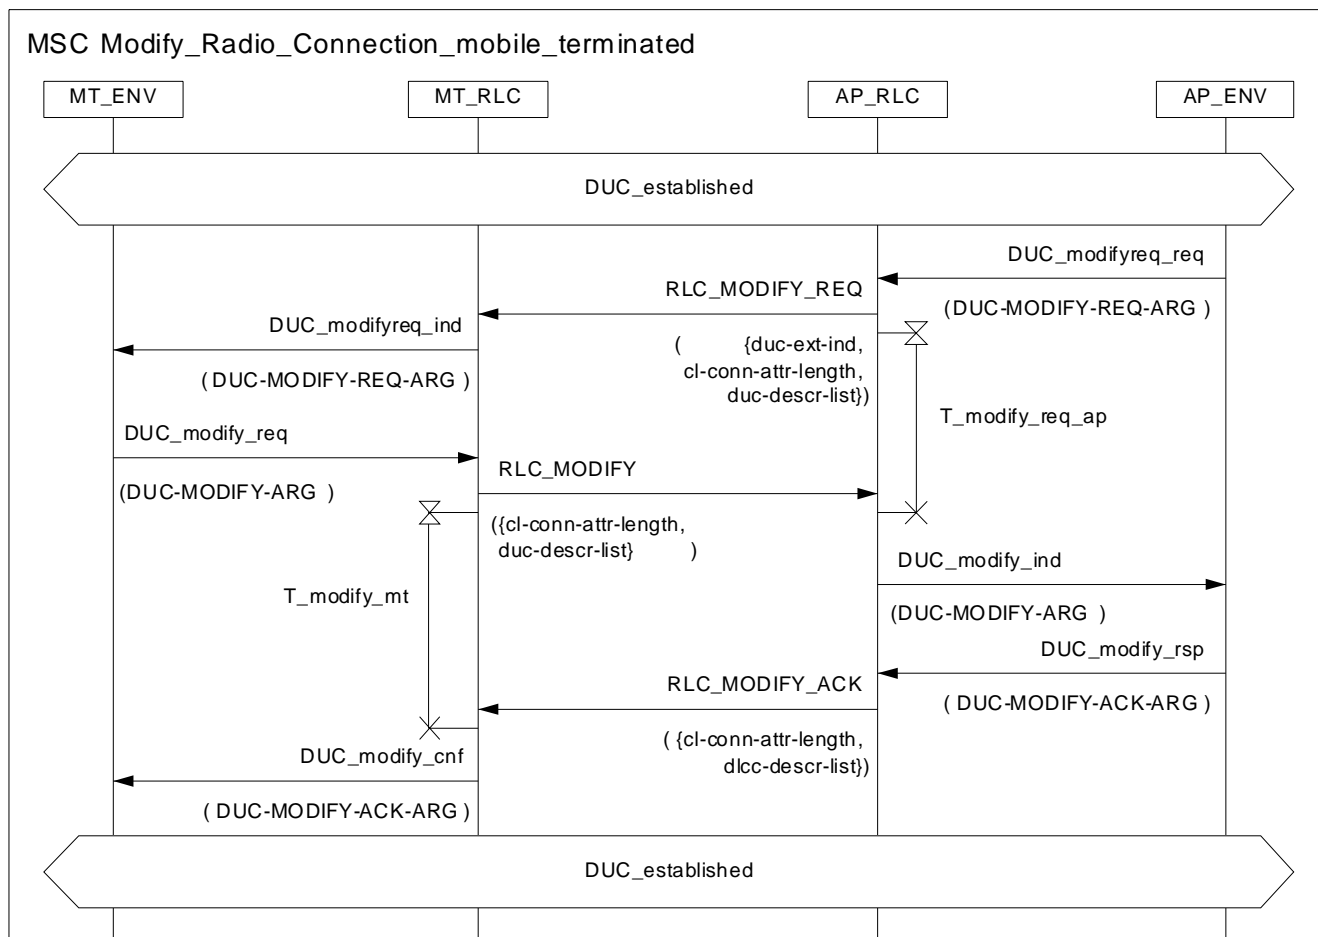 MSC Modify_Radio_Connection_mobile_terminated
MT_ENV
MT_RLC
AP_RLC
AP_ENV
DUC_established
DUC_modifyreq_req
(DUC-MODIFY-REQ-ARG )
RLC_MODIFY_REQ
( {duc-ext-ind,
cl-conn-attr-length,
duc-descr-list})
DUC_modifyreq_ind
( DUC-MODIFY-REQ-ARG )
T_modify_req_ap
DUC_modify_req
(DUC-MODIFY-ARG )
RLC_MODIFY
({cl-conn-attr-length,
duc-descr-list} )
T_modify_mt
DUC_modify_ind
(DUC-MODIFY-ARG )
DUC_modify_rsp
( DUC-MODIFY-ACK-ARG )
RLC_MODIFY_ACK
( {cl-conn-attr-length,
dlcc-descr-list})
DUC_modify_cnf
( DUC-MODIFY-ACK-ARG )
DUC_established